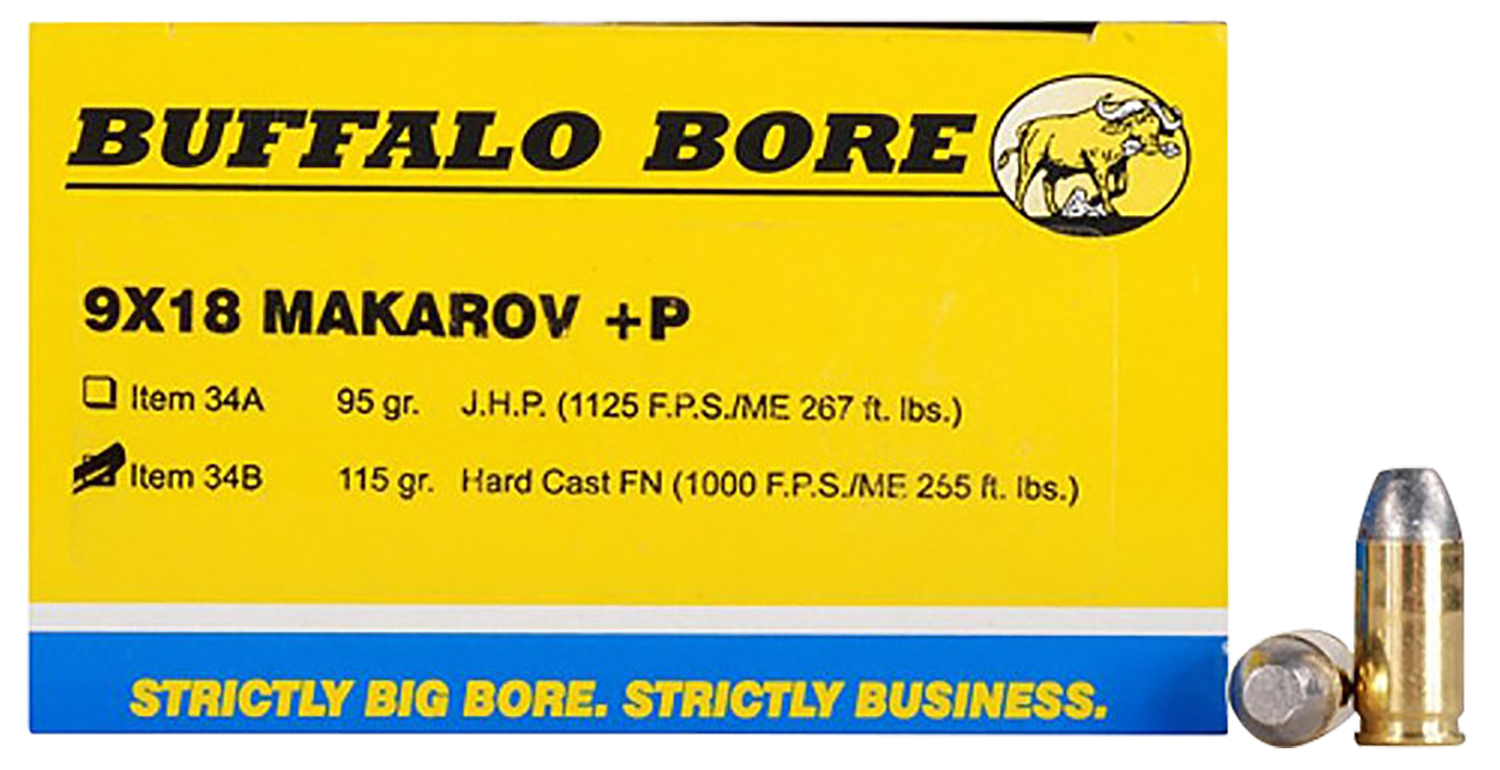 BUFFALO BORE
9X18 MAKAROV +P
Item 34A 95 gr. J.H.P. (1125 F.P.S./ME 267 ft. lbs.)
Item 34B 115 gr. Hard Cast FN (1000 F.P.S./ME 255 ft. lbs.)
STRICTLY BIG BORE. STRICTLY BUSINESS.